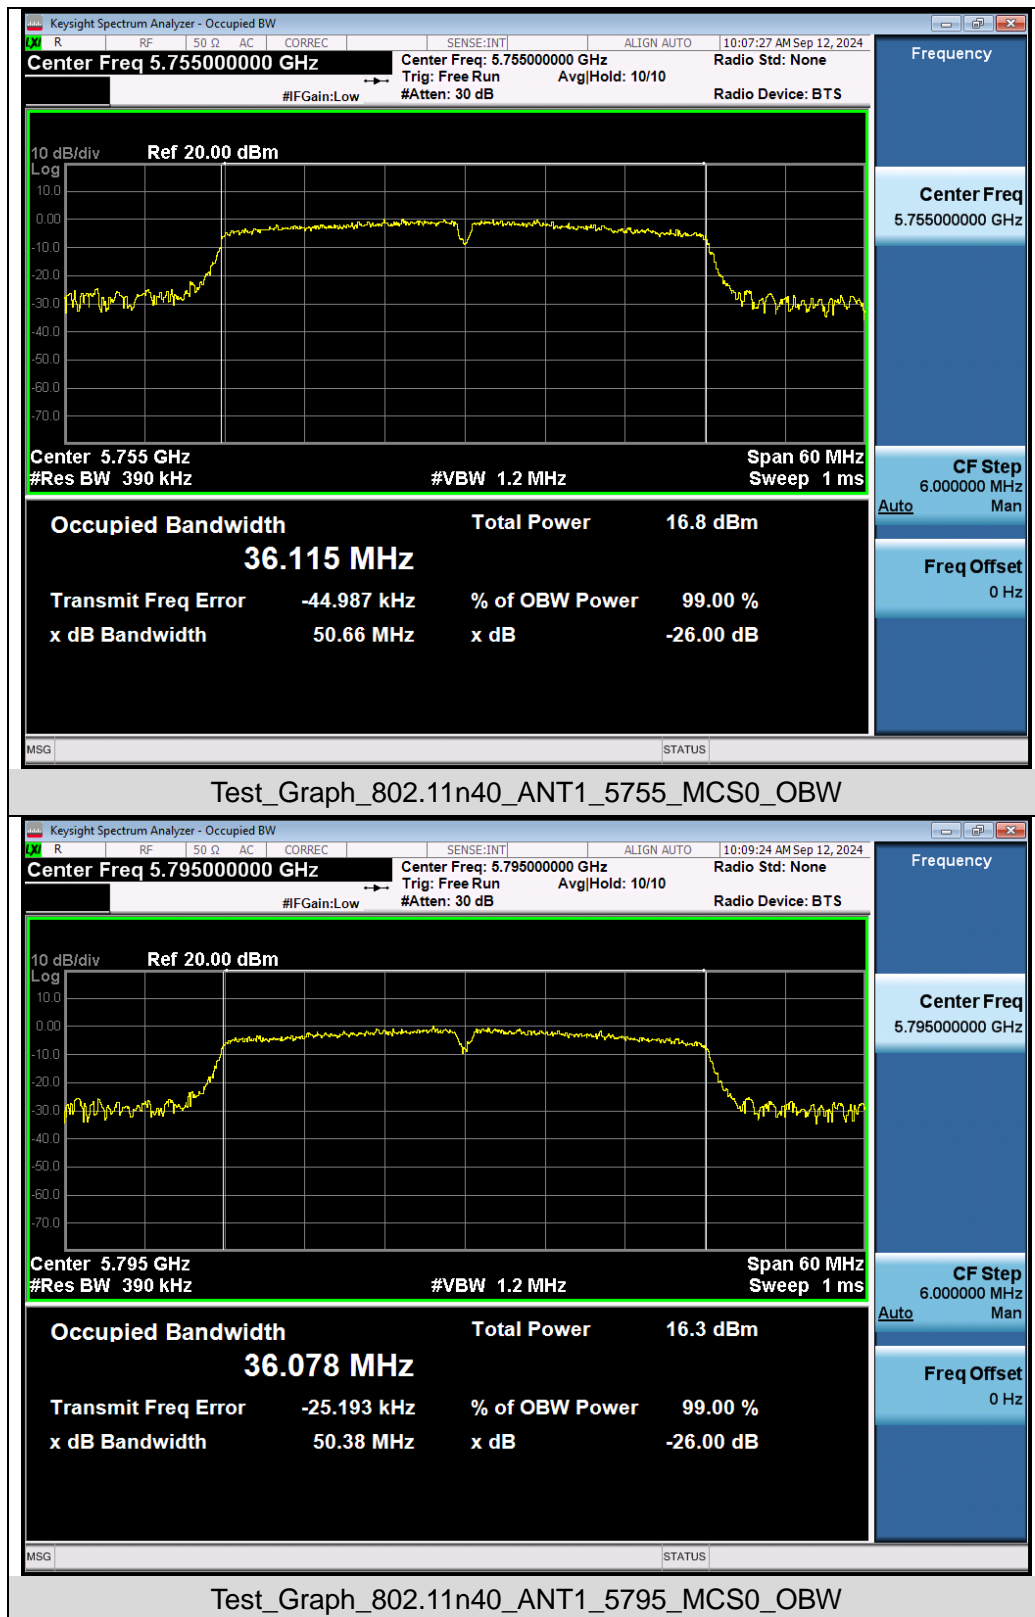 Keysight Spectrum Analyzer - Occupied BW
LXI R RF 50 Ω AC CORREC SENSE:INT ALIGN AUTO 10:07:27 AM Sep 12, 2024
Center Freq 5.755000000 GHz Center Freq: 5.755000000 GHz Radio Std: None
Trig: Free Run Avg|Hold: 10/10
#IFGain:Low #Atten: 30 dB Radio Device: BTS
Frequency
10 dB/div Ref 20.00 dBm
Log
10.0
0.00
-10.0
-20.0
-30.0
-40.0
-50.0
-60.0
-70.0
Center 5.755 GHz Span 60 MHz
#Res BW 390 kHz #VBW 1.2 MHz Sweep 1 ms
Center Freq
5.755000000 GHz
CF Step
6.000000 MHz
Auto Man
Freq Offset
0 Hz
Occupied Bandwidth Total Power 16.8 dBm
36.115 MHz
Transmit Freq Error -44.987 kHz % of OBW Power 99.00 %
x dB Bandwidth 50.66 MHz x dB -26.00 dB
MSG STATUS
Test_Graph_802.11n40_ANT1_5755_MCS0_OBW
Keysight Spectrum Analyzer - Occupied BW
LXI R RF 50 Ω AC CORREC SENSE:INT ALIGN AUTO 10:09:24 AM Sep 12, 2024
Center Freq 5.795000000 GHz Center Freq: 5.795000000 GHz Radio Std: None
Trig: Free Run Avg|Hold: 10/10
#IFGain:Low #Atten: 30 dB Radio Device: BTS
Frequency
10 dB/div Ref 20.00 dBm
Log
10.0
0.00
-10.0
-20.0
-30.0
-40.0
-50.0
-60.0
-70.0
Center 5.795 GHz Span 60 MHz
#Res BW 390 kHz #VBW 1.2 MHz Sweep 1 ms
Center Freq
5.795000000 GHz
CF Step
6.000000 MHz
Auto Man
Freq Offset
0 Hz
Occupied Bandwidth Total Power 16.3 dBm
36.078 MHz
Transmit Freq Error -25.193 kHz % of OBW Power 99.00 %
x dB Bandwidth 50.38 MHz x dB -26.00 dB
MSG STATUS
Test_Graph_802.11n40_ANT1_5795_MCS0_OBW